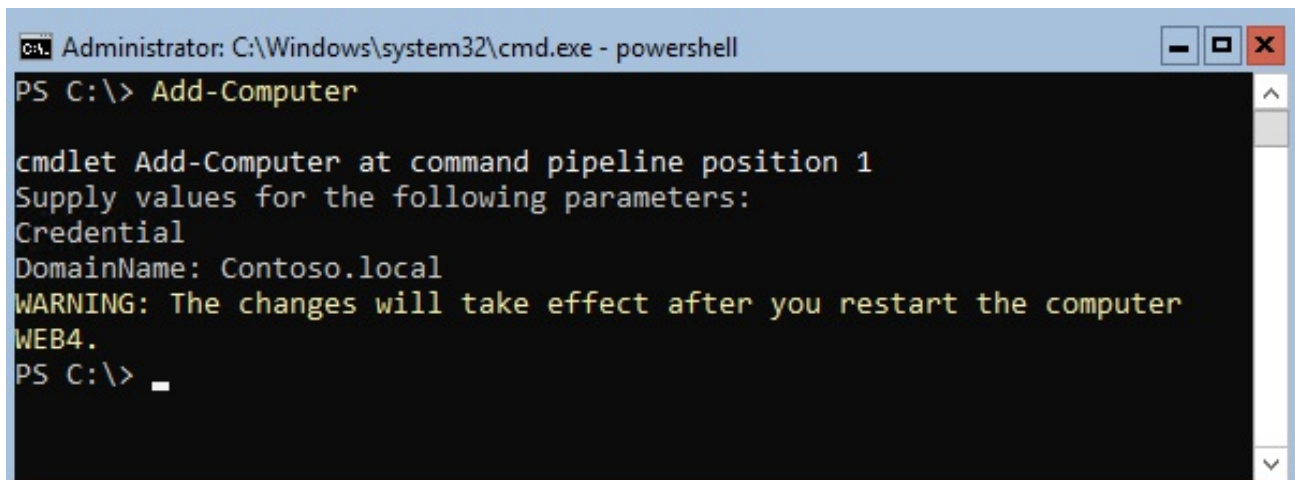 Administrator: C:\Windows\system32\cmd.exe - powershell
PS C:\> Add-Computer
cmdlet Add-Computer at command pipeline position 1
Supply values for the following parameters:
Credential
DomainName: Contoso.local
WARNING: The changes will take effect after you restart the computer
WEB4.
PS C:\>